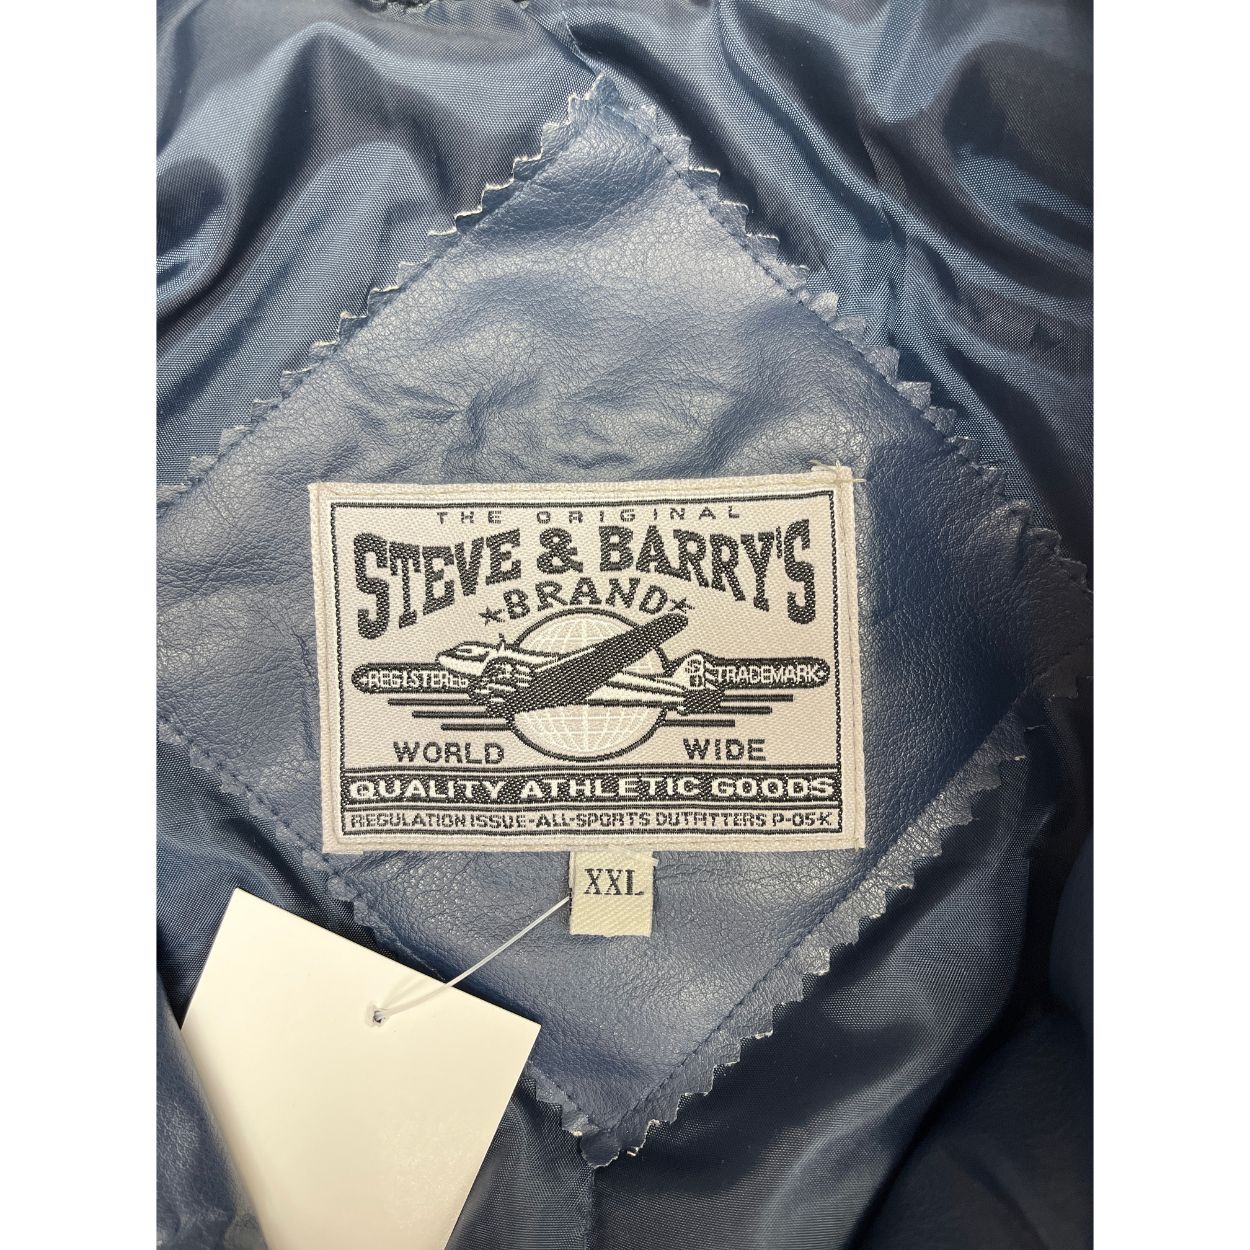 THE ORIGINAL
STEVE & BARRY'S
★BRAND★
REGISTERED TRADEMARK
WORLD WIDE
QUALITY ATHLETIC GOODS
REGULATION ISSUE-ALL-SPORTS OUTFITTERS P-05-K
XXL